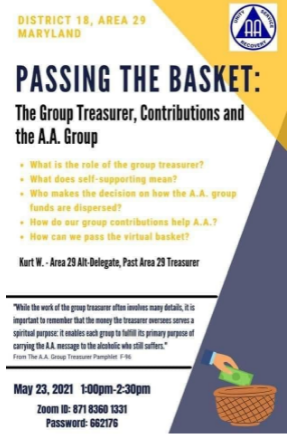 DISTRICT 18, AREA 29
MARYLAND
UNITY
SERVICE
AA
RECOVERY
PASSING THE BASKET:
The Group Treasurer, Contributions and
the A.A. Group
• What is the role of the group treasurer?
• What does self-supporting mean?
• Who makes the decision on how the A.A. group
funds are dispersed?
• How do our group contributions help A.A.?
• How can we pass the virtual basket?
Kurt W. - Area 29 Alt-Delegate, Past Area 29 Treasurer
"While the work of the group treasurer often involves many details, it is
important to remember that the money the treasurer oversees serves a
spiritual purpose: it enables each group to fulfill its primary purpose of
carrying the A.A. message to the alcoholic who still suffers."
From The A.A. Group Treasurer Pamphlet F-96
May 23, 2021 1:00pm-2:30pm
Zoom ID: 871 8360 1331
Password: 662176